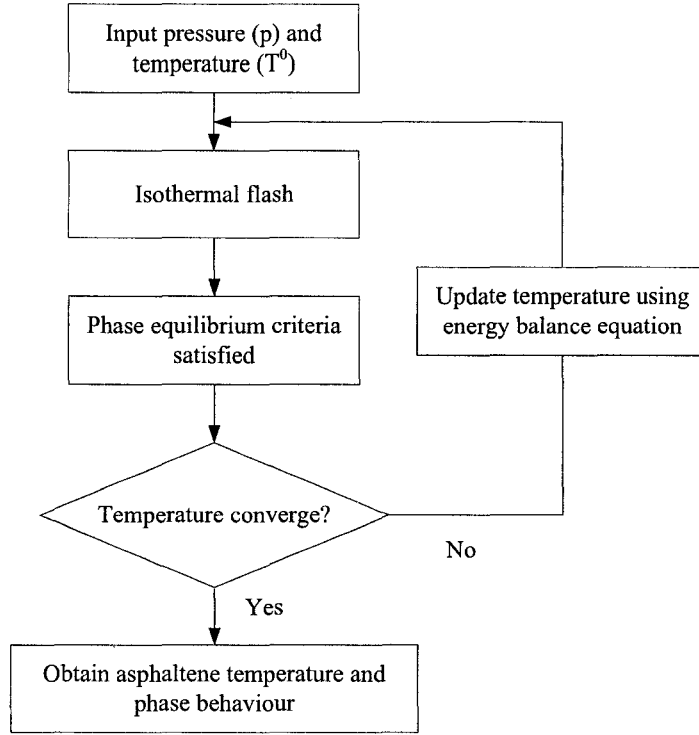 Input pressure (p) and
temperature (T⁰)
Isothermal flash
Phase equilibrium criteria
satisfied
Update temperature using
energy balance equation
Temperature converge?
No
Yes
Obtain asphaltene temperature and
phase behaviour